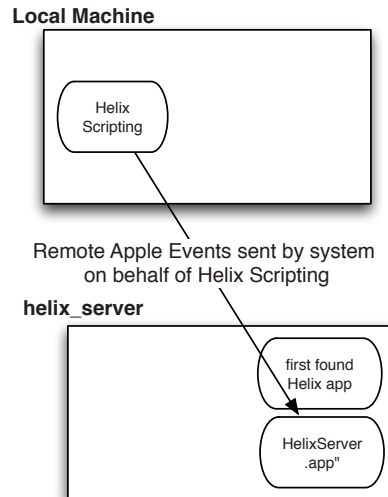 Local Machine
Helix
Scripting
Remote Apple Events sent by system
on behalf of Helix Scripting
helix_server
first found
Helix app
HelixServer
.app"